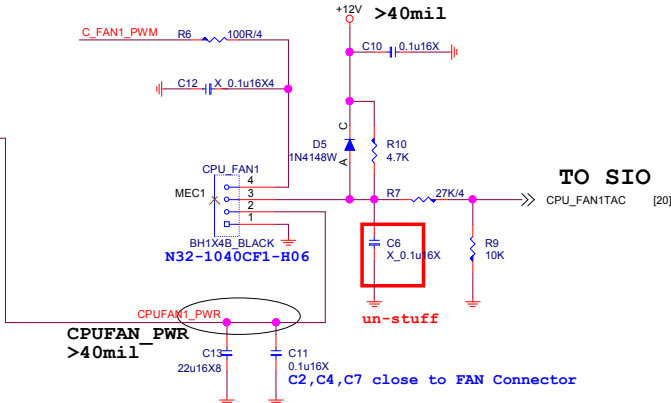 +12V >40mil
C_FAN1_PWM R6 100R/4
C10 0.1u16X
C12 X_0.1u16X4
C
D5
1N4148W
A
R10
4.7K
CPU_FAN1
MEC1
4
3
2
1
R7 27K/4
TO SIO
CPU_FAN1TAC [20]
BH1X4B_BLACK
N32-1040CF1-H06
C6
X_0.1u16X
R9
10K
un-stuff
CPUFAN1_PWR
CPUFAN_PWR
>40mil
C13
22u16X8
C11
0.1u16X
C2,C4,C7 close to FAN Connector